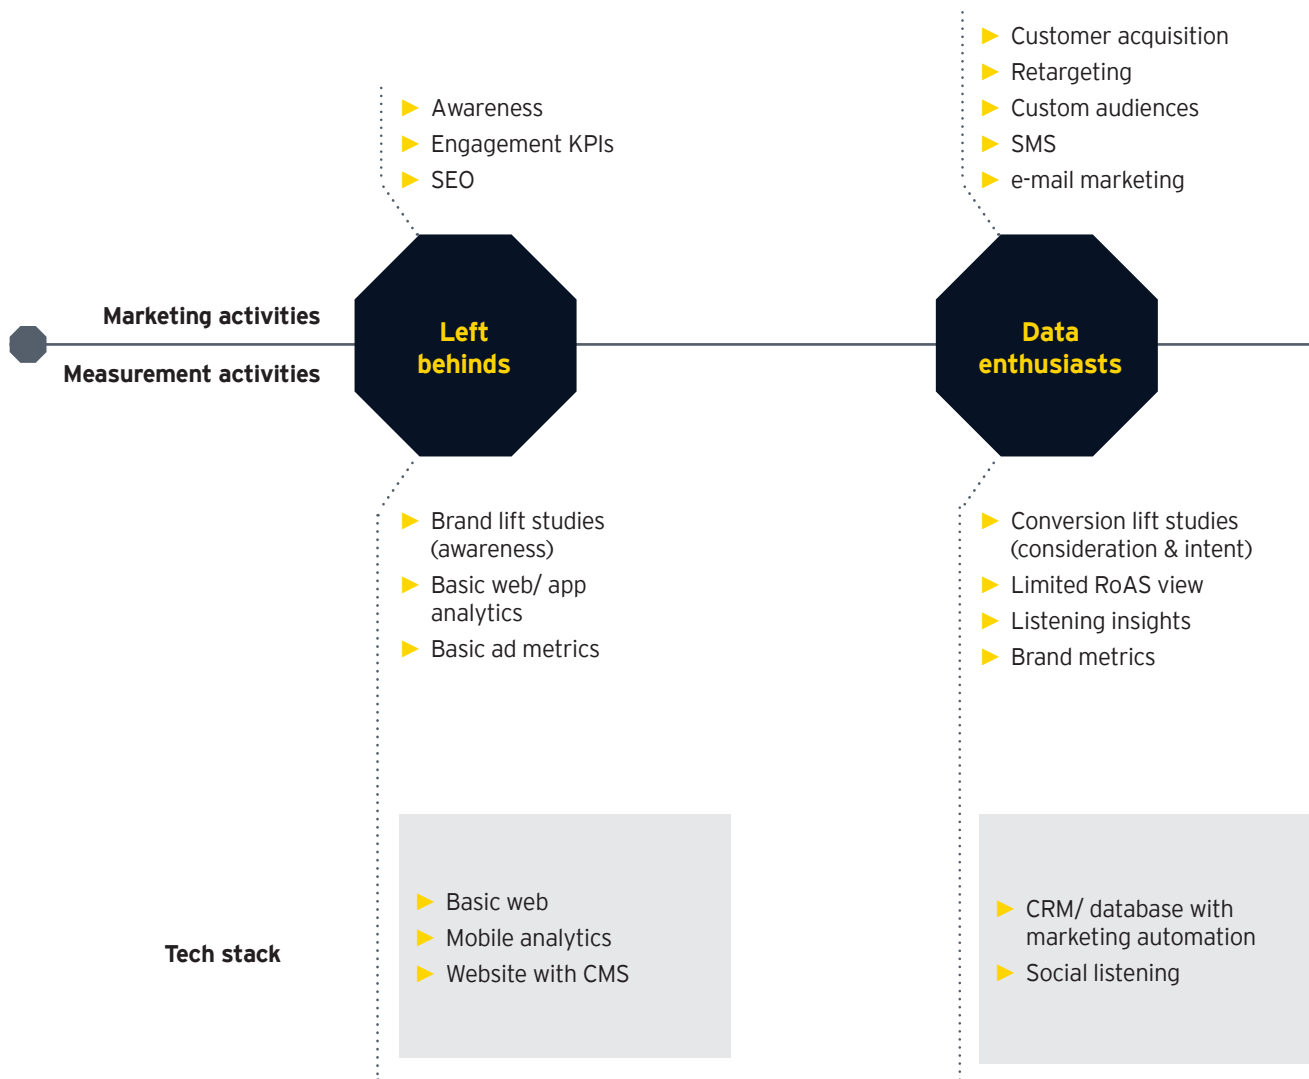 Awareness
Engagement KPIs
SEO
Customer acquisition
Retargeting
Custom audiences
SMS
e-mail marketing
Marketing activities
Measurement activities
Left
behinds
Data
enthusiasts
Brand lift studies
(awareness)
Basic web/ app
analytics
Basic ad metrics
Conversion lift studies
(consideration & intent)
Limited RoAS view
Listening insights
Brand metrics
Tech stack
Basic web
Mobile analytics
Website with CMS
CRM/ database with
marketing automation
Social listening